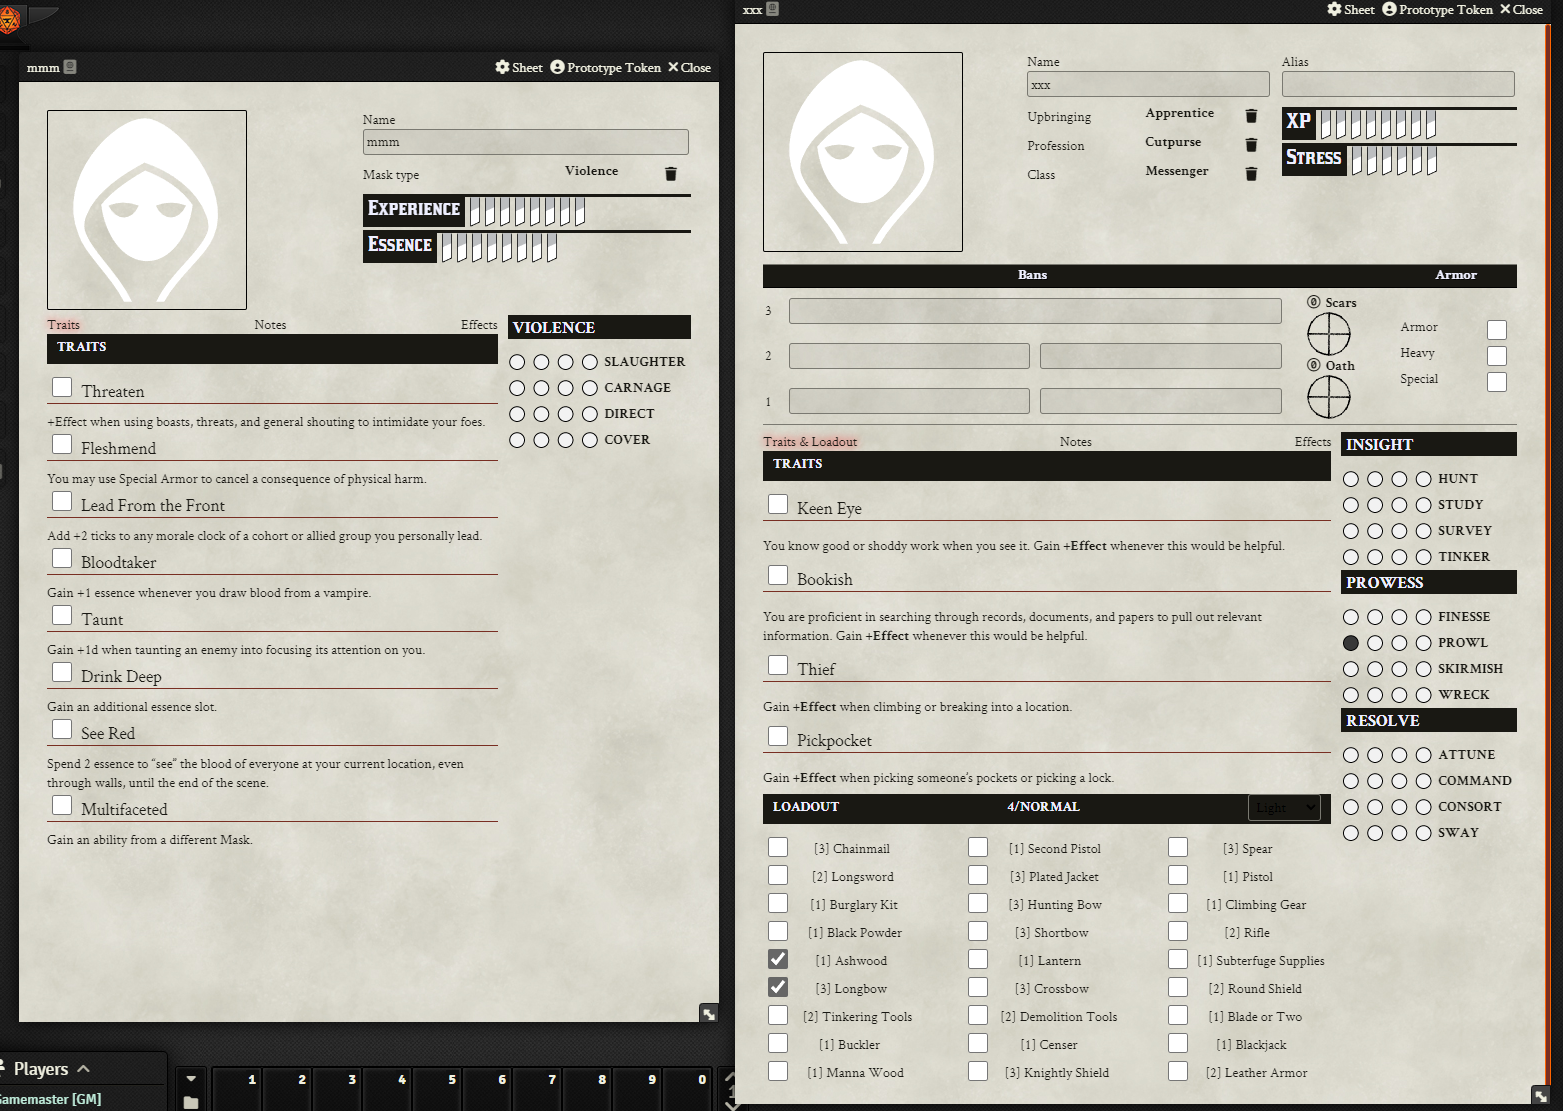 mmm
Sheet Prototype Token Close
Name
mmm
Mask type Violence
EXPERIENCE
ESSENCE
Traits Notes Effects
TRAITS
Threaten
+Effect when using boasts, threats, and general shouting to intimidate your foes.
Fleshmend
You may use Special Armor to cancel a consequence of physical harm.
Lead From the Front
Add +2 ticks to any morale clock of a cohort or allied group you personally lead.
Bloodtaker
Gain +1 essence whenever you draw blood from a vampire.
Taunt
Gain +1d when taunting an enemy into focusing its attention on you.
Drink Deep
Gain an additional essence slot.
See Red
Spend 2 essence to “see” the blood of everyone at your current location, even
through walls, until the end of the scene.
Multifaceted
Gain an ability from a different Mask.
VIOLENCE
SLAUGHTER
CARNAGE
DIRECT
COVER
xxx
Sheet Prototype Token Close
Name Alias
xxx
Upbringing Apprentice
Profession Cutpurse
Class Messenger
XP
STRESS
Bans Armor
3
2
1
0 Scars
0 Oath
Armor
Heavy
Special
Traits & Loadout Notes Effects
TRAITS
Keen Eye
You know good or shoddy work when you see it. Gain +Effect whenever this would be helpful.
Bookish
You are proficient in searching through records, documents, and papers to pull out relevant
information. Gain +Effect whenever this would be helpful.
Thief
Gain +Effect when climbing or breaking into a location.
Pickpocket
Gain +Effect when picking someone's pockets or picking a lock.
LOADOUT 4/NORMAL Light
[3] Chainmail [1] Second Pistol [3] Spear
[2] Longsword [3] Plated Jacket [1] Pistol
[1] Burglary Kit [3] Hunting Bow [1] Climbing Gear
[1] Black Powder [3] Shortbow [2] Rifle
[1] Ashwood [1] Lantern [1] Subterfuge Supplies
[3] Longbow [3] Crossbow [2] Round Shield
[2] Tinkering Tools [2] Demolition Tools [1] Blade or Two
[1] Buckler [1] Censer [1] Blackjack
[1] Manna Wood [3] Knightly Shield [2] Leather Armor
INSIGHT
HUNT
STUDY
SURVEY
TINKER
PROWESS
FINESSE
PROWL
SKIRMISH
WRECK
RESOLVE
ATTUNE
COMMAND
CONSORT
SWAY
Players
Gamemaster [GM]
1 2 3 4 5 6 7 8 9 0
1